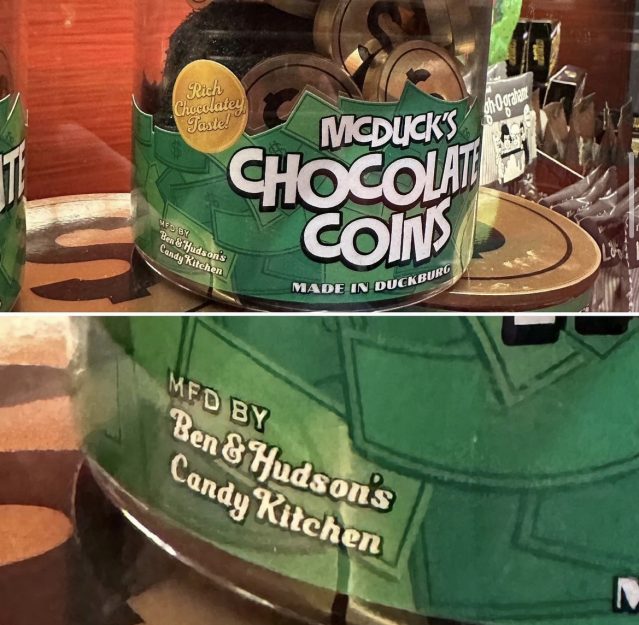 Rich
Chocolatey
Taste!
McDUCK'S
CHOCOLATE
COINS
MFD BY
Ben & Hudson's
Candy Kitchen
MADE IN DUCKBURG
MFD BY
Ben & Hudson's
Candy Kitchen